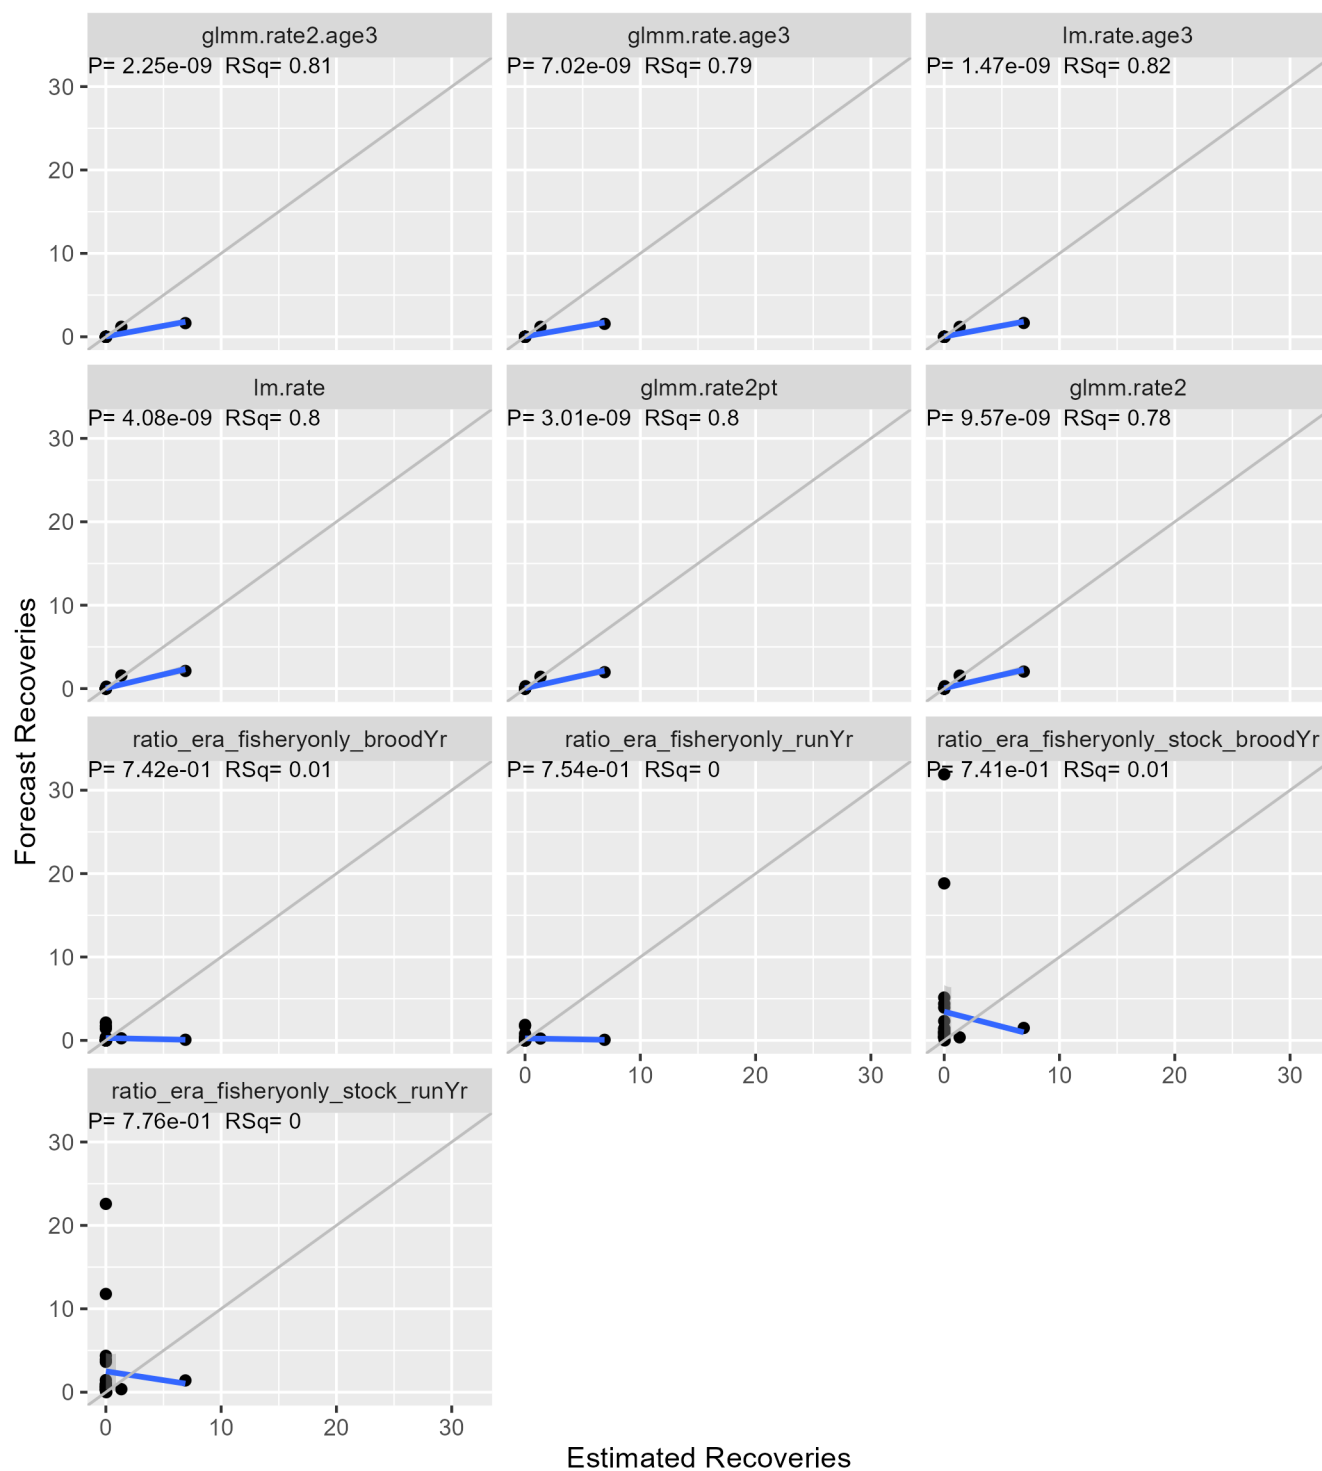 glmm.rate2.age3
glmm.rate.age3
lm.rate.age3
P= 2.25e-09 RSq= 0.81
P= 7.02e-09 RSq= 0.79
P= 1.47e-09 RSq= 0.82
30
20
10
0
lm.rate
glmm.rate2pt
glmm.rate2
P= 4.08e-09 RSq= 0.8
P= 3.01e-09 RSq= 0.8
P= 9.57e-09 RSq= 0.78
30
20
10
0
Forecast Recoveries
ratio_era_fisheryonly_broodYr
ratio_era_fisheryonly_runYr
ratio_era_fisheryonly_stock_broodYr
P= 7.42e-01 RSq= 0.01
P= 7.54e-01 RSq= 0
P= 7.41e-01 RSq= 0.01
30
20
10
0
0 10 20 30
0 10 20 30
ratio_era_fisheryonly_stock_runYr
P= 7.76e-01 RSq= 0
30
20
10
0
0 10 20 30
Estimated Recoveries